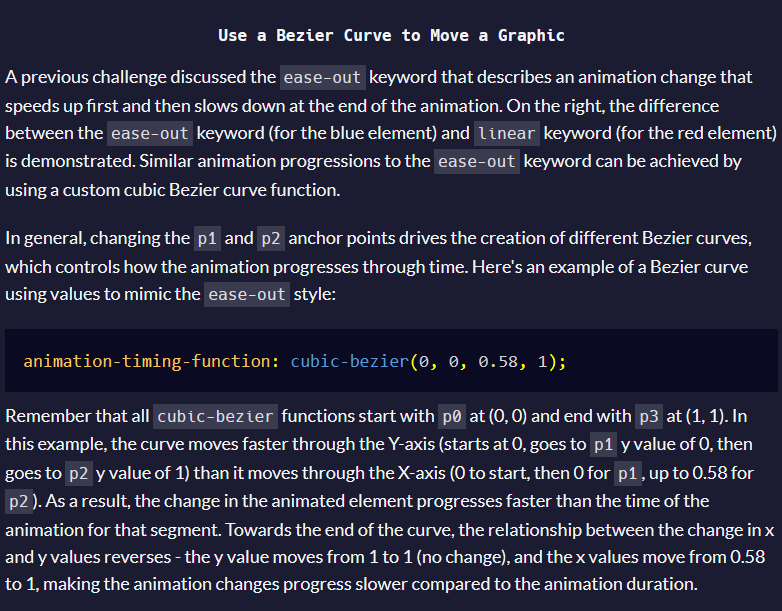 Use a Bezier Curve to Move a Graphic
A previous challenge discussed the ease-out keyword that describes an animation change that
speeds up first and then slows down at the end of the animation. On the right, the difference
between the ease-out keyword (for the blue element) and linear keyword (for the red element)
is demonstrated. Similar animation progressions to the ease-out keyword can be achieved by
using a custom cubic Bezier curve function.
In general, changing the p1 and p2 anchor points drives the creation of different Bezier curves,
which controls how the animation progresses through time. Here's an example of a Bezier curve
using values to mimic the ease-out style:
animation-timing-function: cubic-bezier(0, 0, 0.58, 1);
Remember that all cubic-bezier functions start with p0 at (0, 0) and end with p3 at (1, 1). In
this example, the curve moves faster through the Y-axis (starts at 0, goes to p1 y value of 0, then
goes to p2 y value of 1) than it moves through the X-axis (0 to start, then 0 for p1 , up to 0.58 for
p2 ). As a result, the change in the animated element progresses faster than the time of the
animation for that segment. Towards the end of the curve, the relationship between the change in x
and y values reverses - the y value moves from 1 to 1 (no change), and the x values move from 0.58
to 1, making the animation changes progress slower compared to the animation duration.